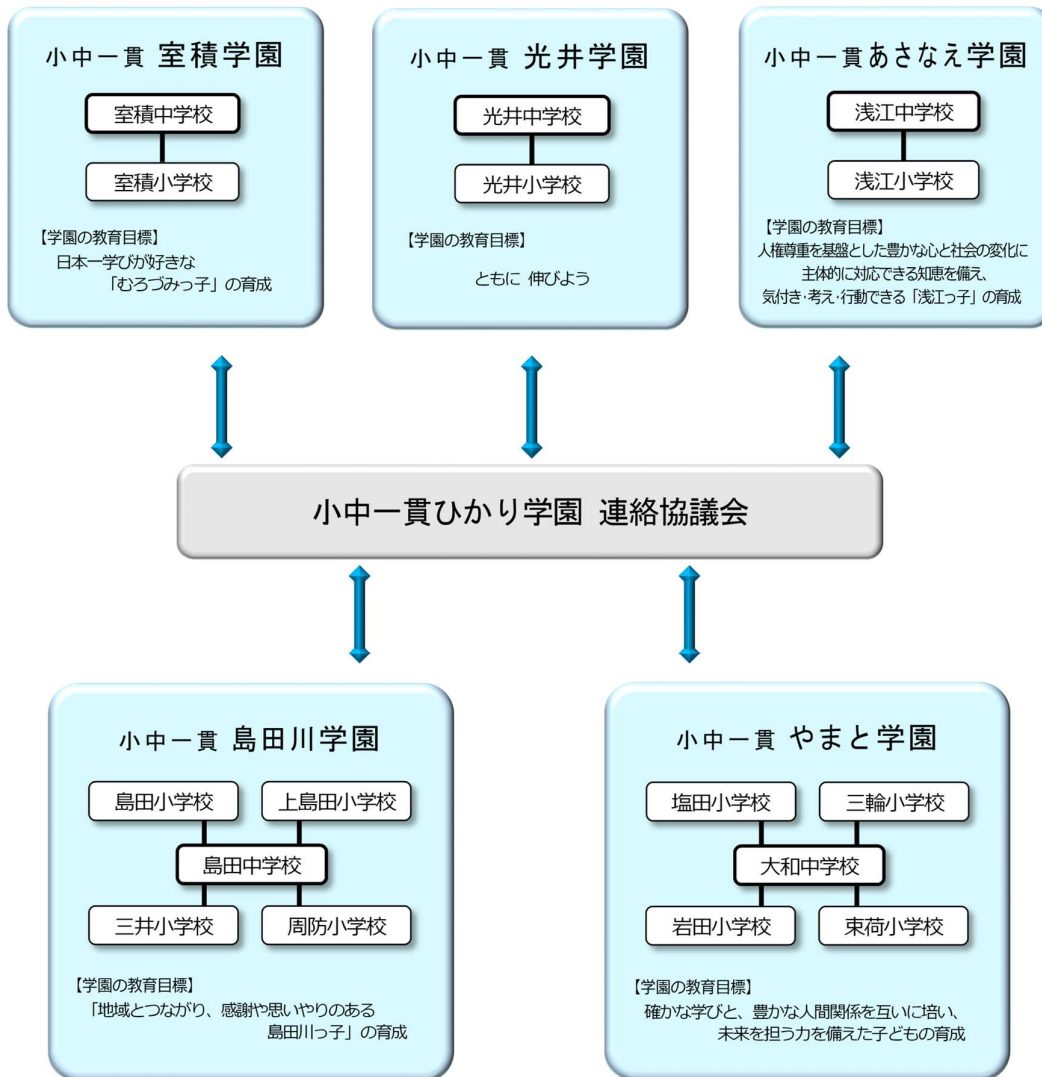 小中一貫 室積学園
室積中学校
室積小学校
【学園の教育目標】
日本一学びが好きな
「むろづみっ子」の育成
小中一貫 光井学園
光井中学校
光井小学校
【学園の教育目標】
ともに 伸びよう
小中一貫 あさなえ学園
浅江中学校
浅江小学校
【学園の教育目標】
人権尊重を基盤とした豊かな心と社会の変化に
主体的に対応できる知恵を備え、
気付き・考え・行動できる「浅江っ子」の育成
小中一貫ひかり学園 連絡協議会
小中一貫 島田川学園
島田小学校 上島田小学校
島田中学校
三井小学校 周防小学校
【学園の教育目標】
「地域とつながり、感謝や思いやりのある
島田川っ子」の育成
小中一貫 やまと学園
塩田小学校 三輪小学校
大和中学校
岩田小学校 束荷小学校
【学園の教育目標】
確かな学びと、豊かな人間関係を互いに培い、
未来を担う力を備えた子どもの育成